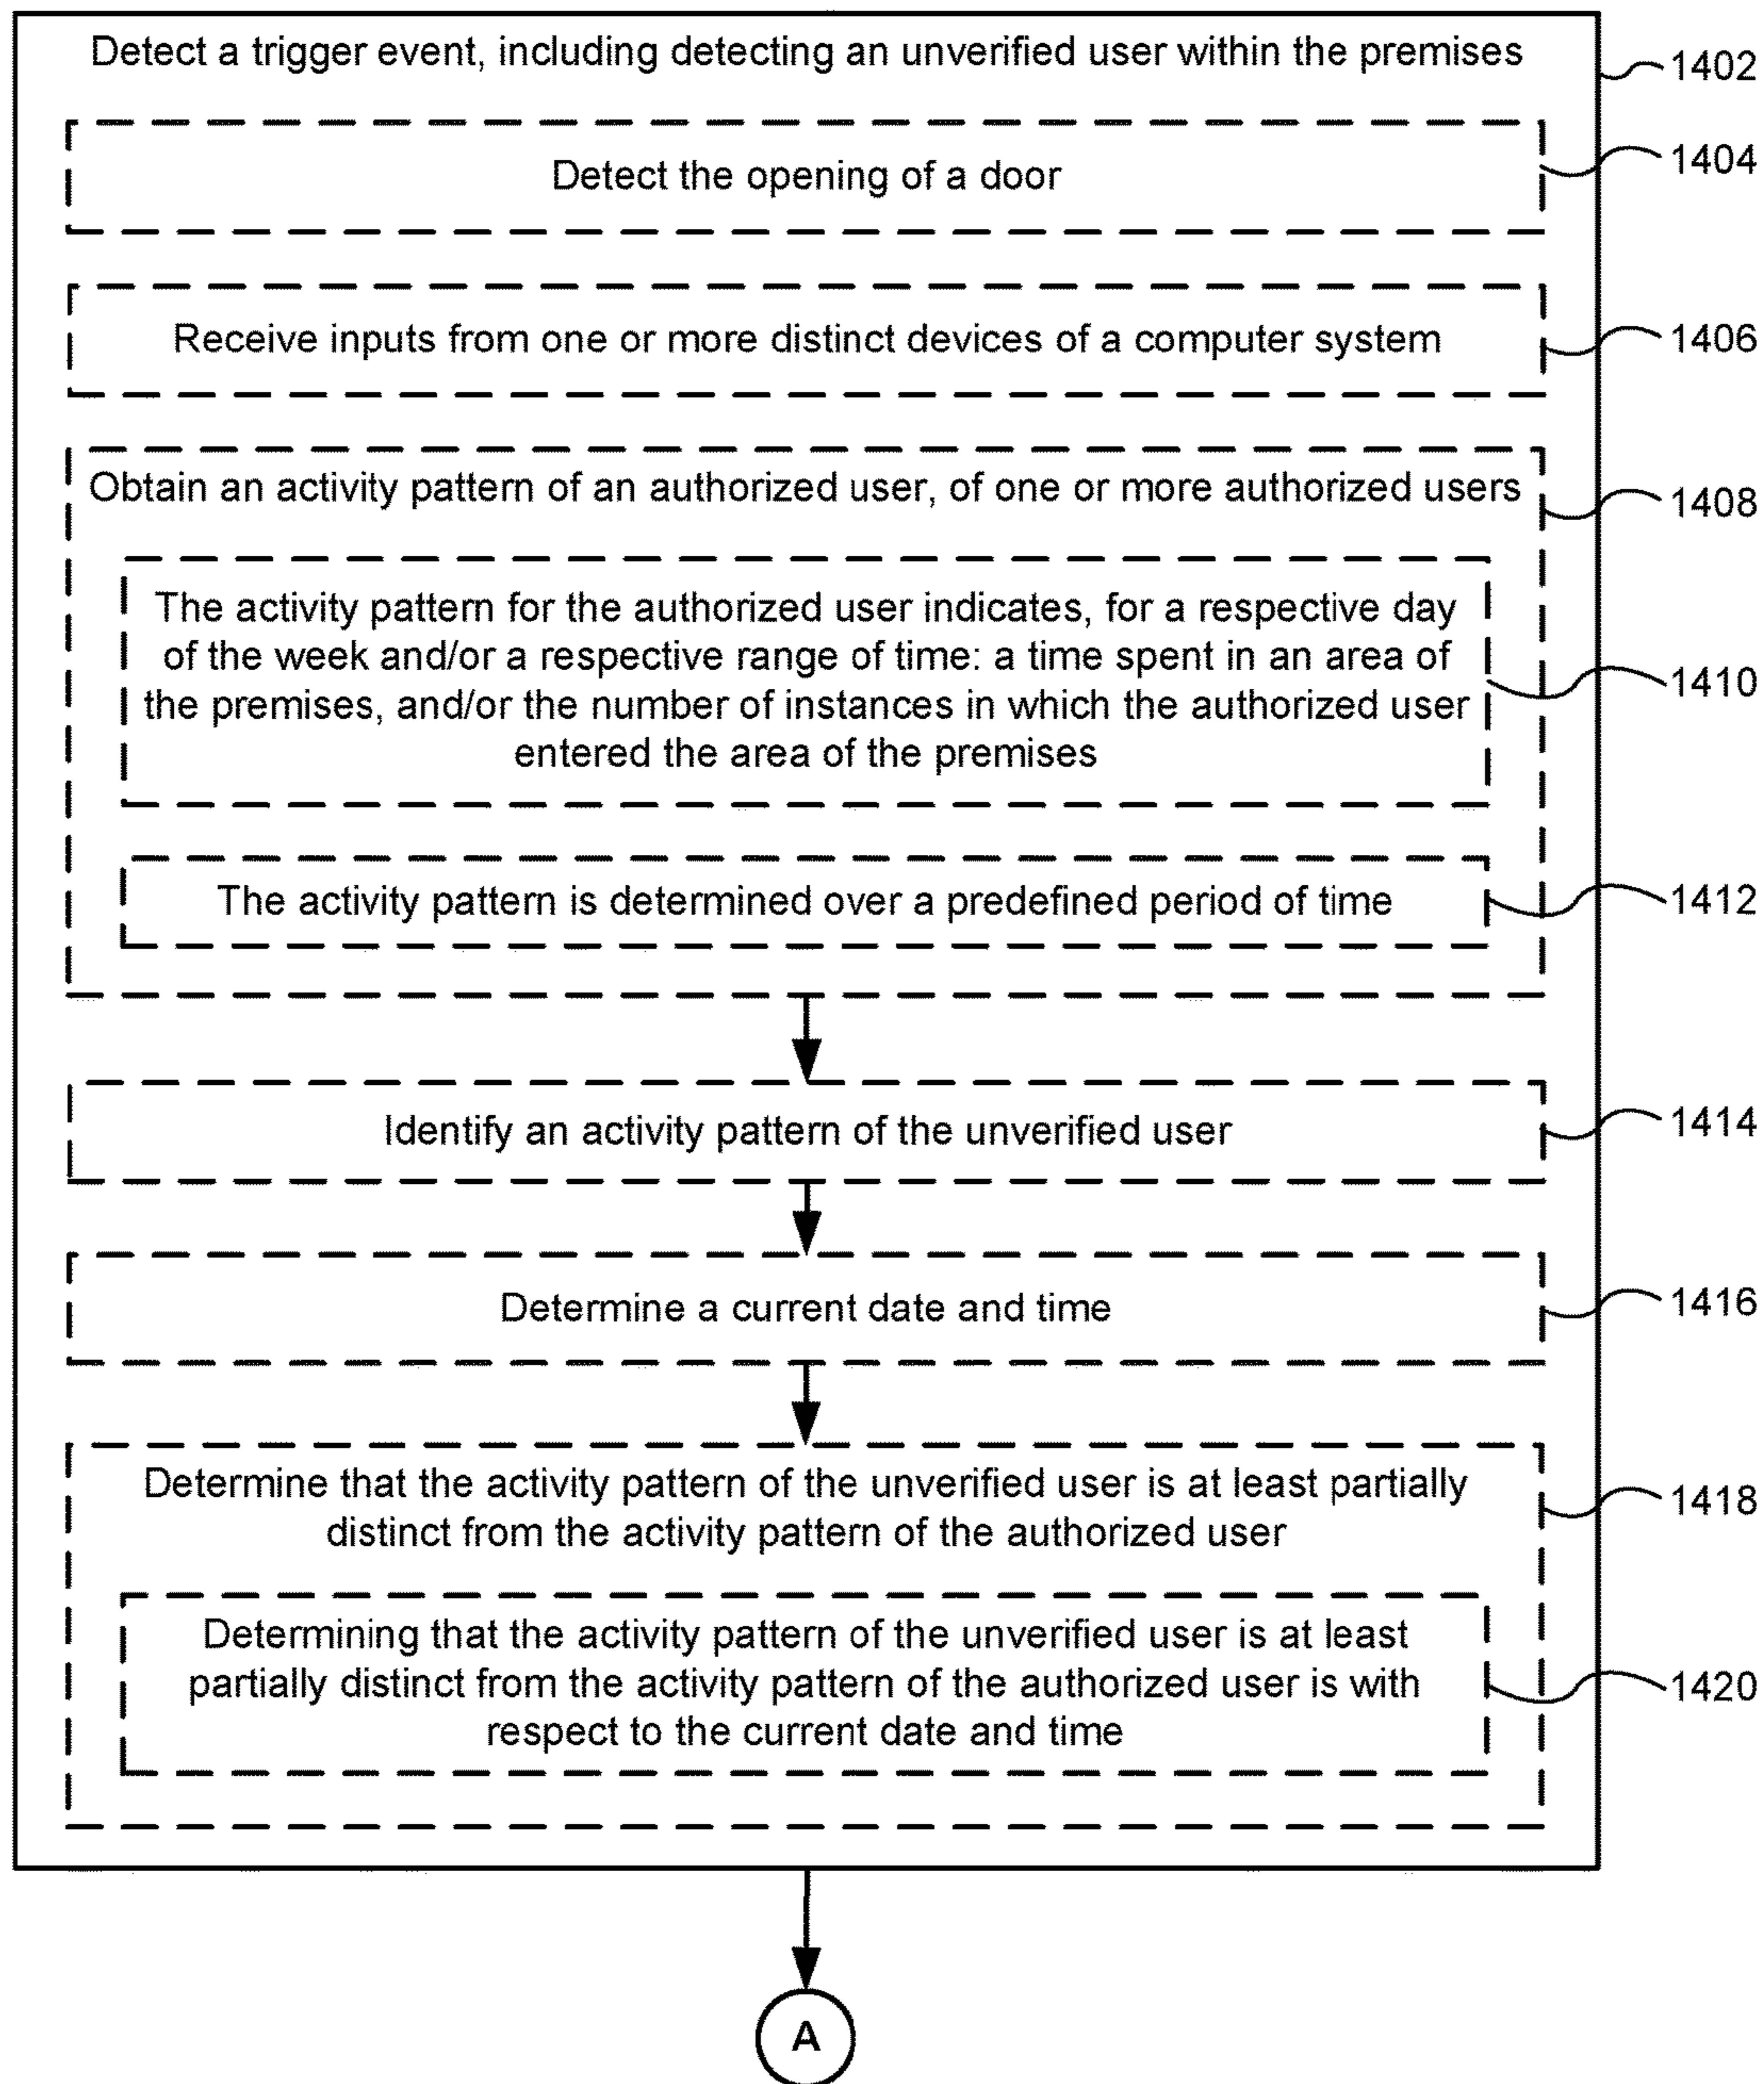 Detect a trigger event, including detecting an unverified user within the premises
1402
Detect the opening of a door
1404
Receive inputs from one or more distinct devices of a computer system
1406
Obtain an activity pattern of an authorized user, of one or more authorized users
1408
The activity pattern for the authorized user indicates, for a respective day
of the week and/or a respective range of time: a time spent in an area of
the premises, and/or the number of instances in which the authorized user
entered the area of the premises
1410
The activity pattern is determined over a predefined period of time
1412
Identify an activity pattern of the unverified user
1414
Determine a current date and time
1416
Determine that the activity pattern of the unverified user is at least partially
distinct from the activity pattern of the authorized user
1418
Determining that the activity pattern of the unverified user is at least
partially distinct from the activity pattern of the authorized user is with
respect to the current date and time
1420
A